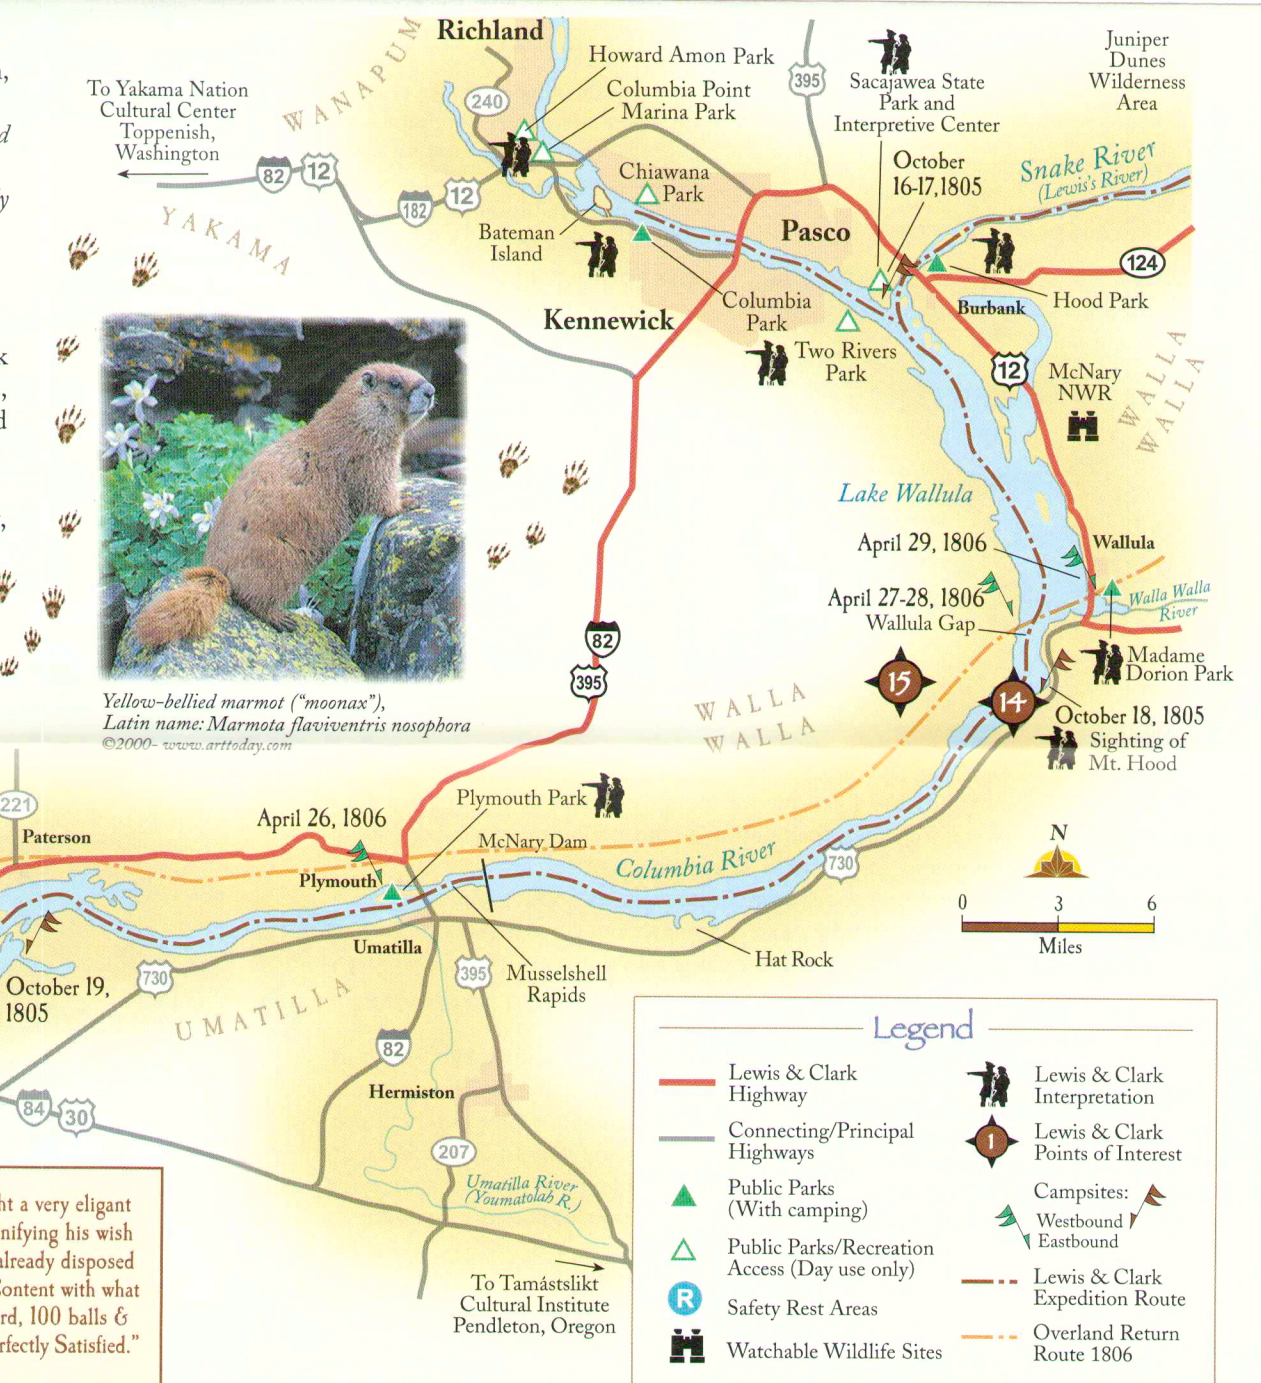 Richland
Howard Amon Park
Columbia Point
Marina Park
WANAPUM
240
395
Sacajawea State
Park and
Interpretive Center
Juniper
Dunes
Wilderness
Area
To Yakama Nation
Cultural Center
Toppenish,
Washington
82
12
182
12
YAKAMA
Chiawana
Park
October
16-17, 1805
Snake River
(Lewis's River)
Bateman
Island
Pasco
124
Columbia
Park
Kennewick
Hood Park
Burbank
Two Rivers
Park
12
McNary
NWR
WALLA
WALLA
Lake Wallula
April 29, 1806
Wallula
April 27-28, 1806
Wallula Gap
Walla Walla
River
82
395
15
14
Madame
Dorion Park
October 18, 1805
Sighting of
Mt. Hood
WALLA
WALLA
Yellow-bellied marmot ("moonax"),
Latin name: Marmota flaviventris nosophora
©2000- www.arttoday.com
221
Paterson
April 26, 1806
Plymouth Park
McNary Dam
Columbia River
730
Plymouth
N
0 3 6
Miles
Umatilla
Hat Rock
395
Musselshell
Rapids
730
October 19,
1805
UMATILLA
82
Hermiston
84
30
207
Umatilla River
(Youmatolah R.)
To Tamástslikt
Cultural Institute
Pendleton, Oregon
ht a very eligant
nifying his wish
already disposed
Content with what
rd, 100 balls &
rfectly Satisfied."
Legend
Lewis & Clark
Highway
Connecting/Principal
Highways
Public Parks
(With camping)
Public Parks/Recreation
Access (Day use only)
R
Safety Rest Areas
Watchable Wildlife Sites
Lewis & Clark
Interpretation
1
Lewis & Clark
Points of Interest
Campsites:
Westbound
Eastbound
Lewis & Clark
Expedition Route
Overland Return
Route 1806